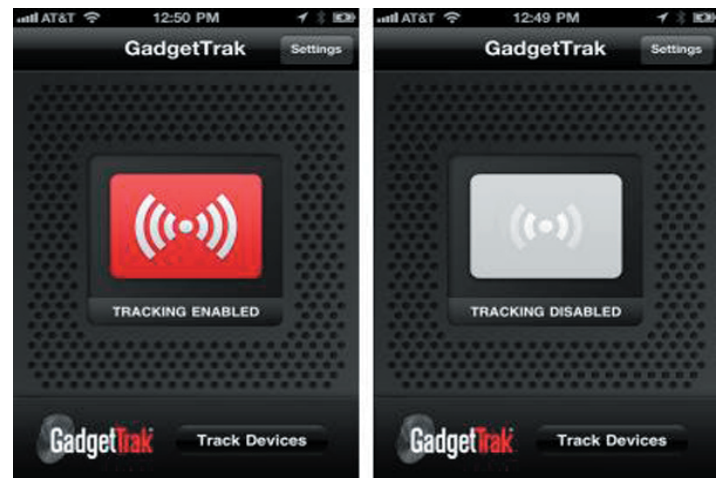 AT&T 12:50 PM
GadgetTrak Settings
TRACKING ENABLED
GadgetTrak Track Devices
AT&T 12:49 PM
GadgetTrak Settings
TRACKING DISABLED
GadgetTrak Track Devices